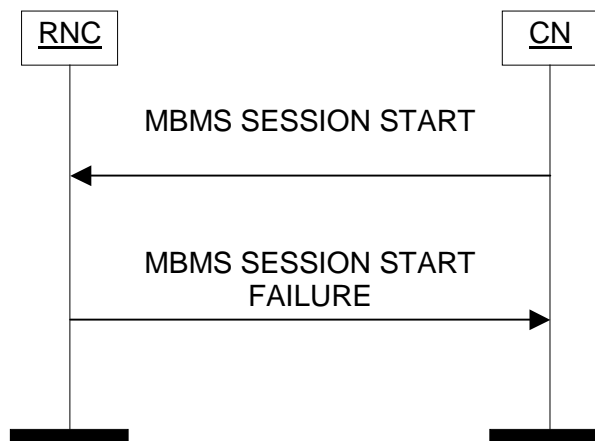 RNC
CN
MBMS SESSION START
MBMS SESSION START
FAILURE